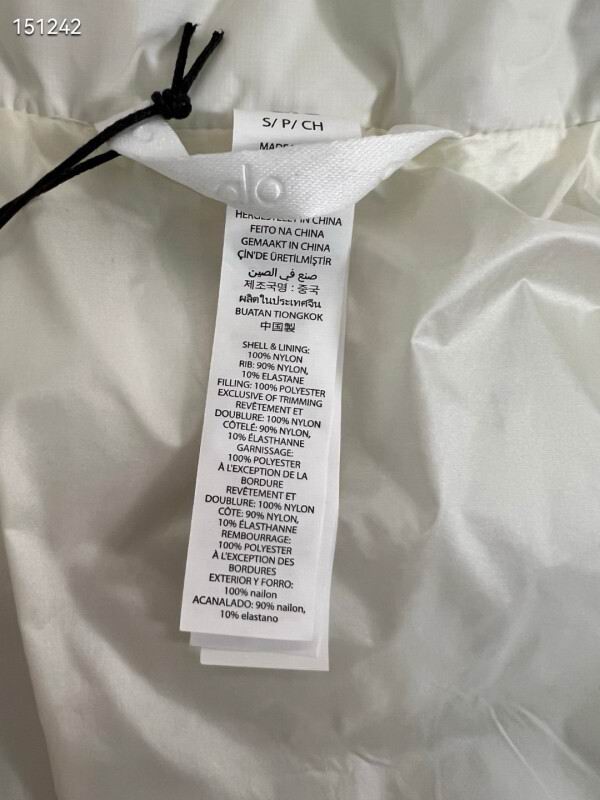 151242
S/ P/ CH
alo
HERGESTELLT IN CHINA
FEITO NA CHINA
GEMAAKT IN CHINA
ÇİN'DE ÜRETİLMİŞTİR
صنع في الصين
제조국명 : 중국
ผลิตในประเทศจีน
BUATAN TIONGKOK
中国製
SHELL & LINING:
100% NYLON
RIB: 90% NYLON,
10% ELASTANE
FILLING: 100% POLYESTER
EXCLUSIVE OF TRIMMING
REVÊTEMENT ET
DOUBLURE: 100% NYLON
CÔTELÉ: 90% NYLON,
10% ÉLASTHANNE
GARNISSAGE:
100% POLYESTER
À L'EXCEPTION DE LA
BORDURE
REVÊTEMENT ET
DOUBLURE: 100% NYLON
CÔTE: 90% NYLON,
10% ÉLASTHANNE
REMBOURRAGE:
100% POLYESTER
À L'EXCEPTION DES
BORDURES
EXTERIOR Y FORRO:
100% nailon
ACANALADO: 90% nailon,
10% elastano